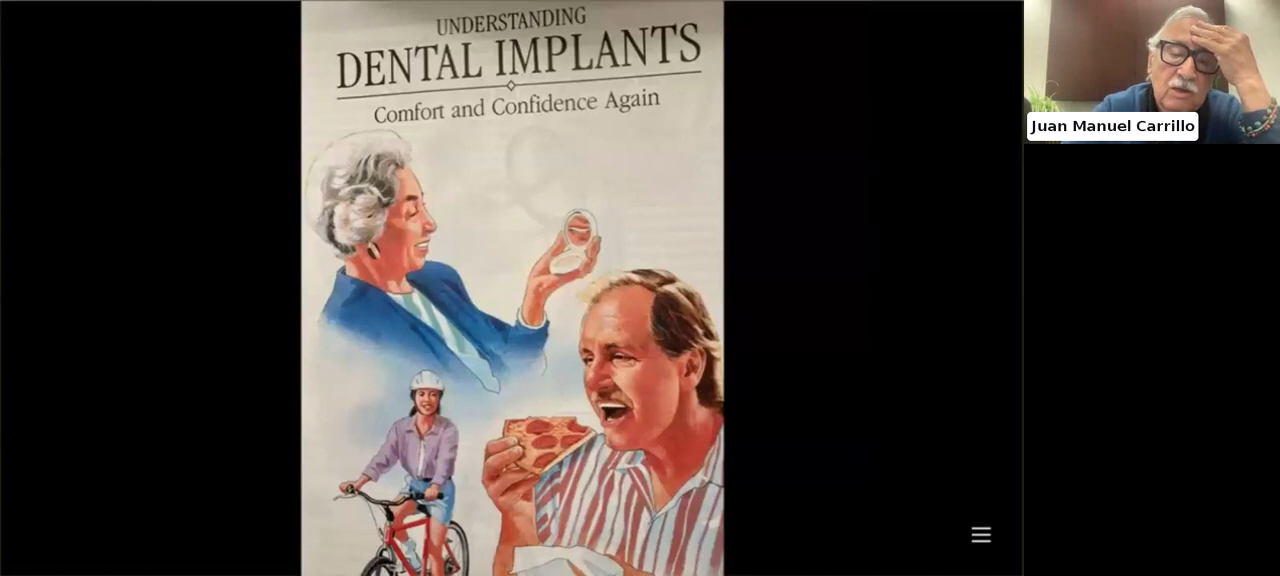 UNDERSTANDING
DENTAL IMPLANTS
Comfort and Confidence Again
Juan Manuel Carrillo